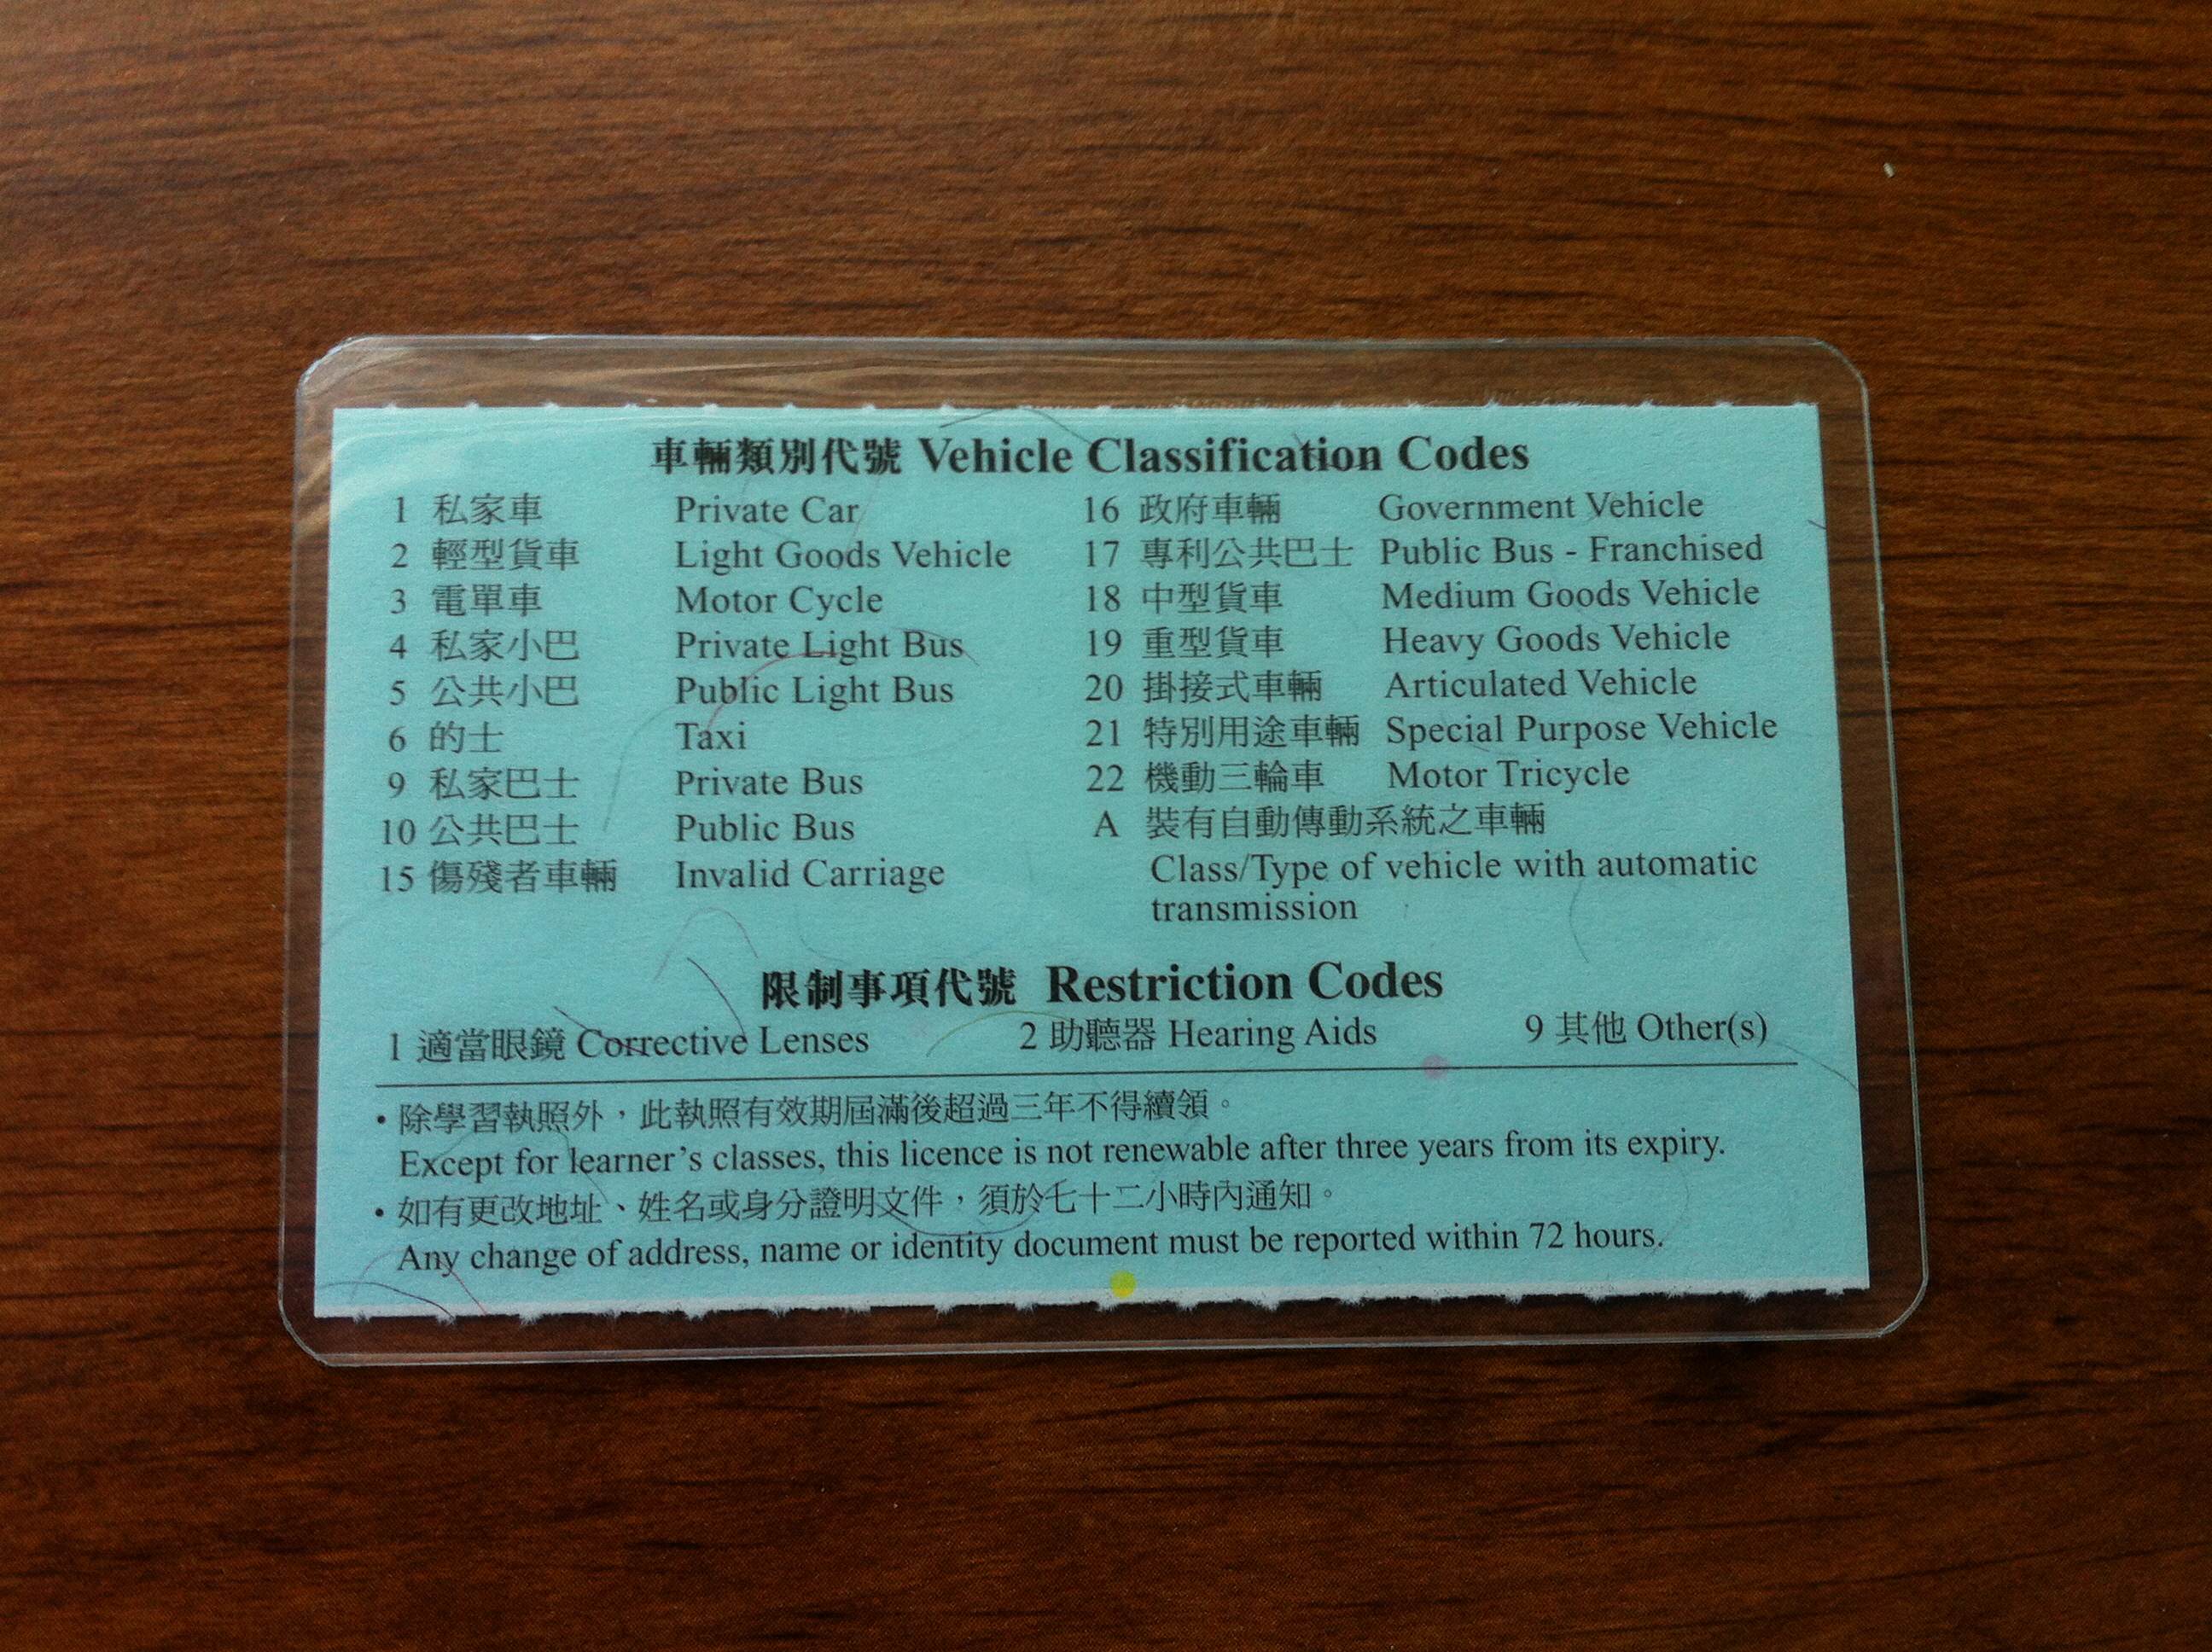 車輛類別代號 Vehicle Classification Codes
1 私家車 Private Car
2 輕型貨車 Light Goods Vehicle
3 電單車 Motor Cycle
4 私家小巴 Private Light Bus
5 公共小巴 Public Light Bus
6 的士 Taxi
9 私家巴士 Private Bus
10 公共巴士 Public Bus
15 傷殘者車輛 Invalid Carriage
16 政府車輛 Government Vehicle
17 專利公共巴士 Public Bus - Franchised
18 中型貨車 Medium Goods Vehicle
19 重型貨車 Heavy Goods Vehicle
20 掛接式車輛 Articulated Vehicle
21 特別用途車輛 Special Purpose Vehicle
22 機動三輪車 Motor Tricycle
A 裝有自動傳動系統之車輛
Class/Type of vehicle with automatic
transmission
限制事項代號 Restriction Codes
1 適當眼鏡 Corrective Lenses 2 助聽器 Hearing Aids 9 其他 Other(s)
• 除學習執照外，此執照有效期屆滿後超過三年不得續領。
Except for learner's classes, this licence is not renewable after three years from its expiry.
• 如有更改地址、姓名或身分證明文件，須於七十二小時內通知。
Any change of address, name or identity document must be reported within 72 hours.